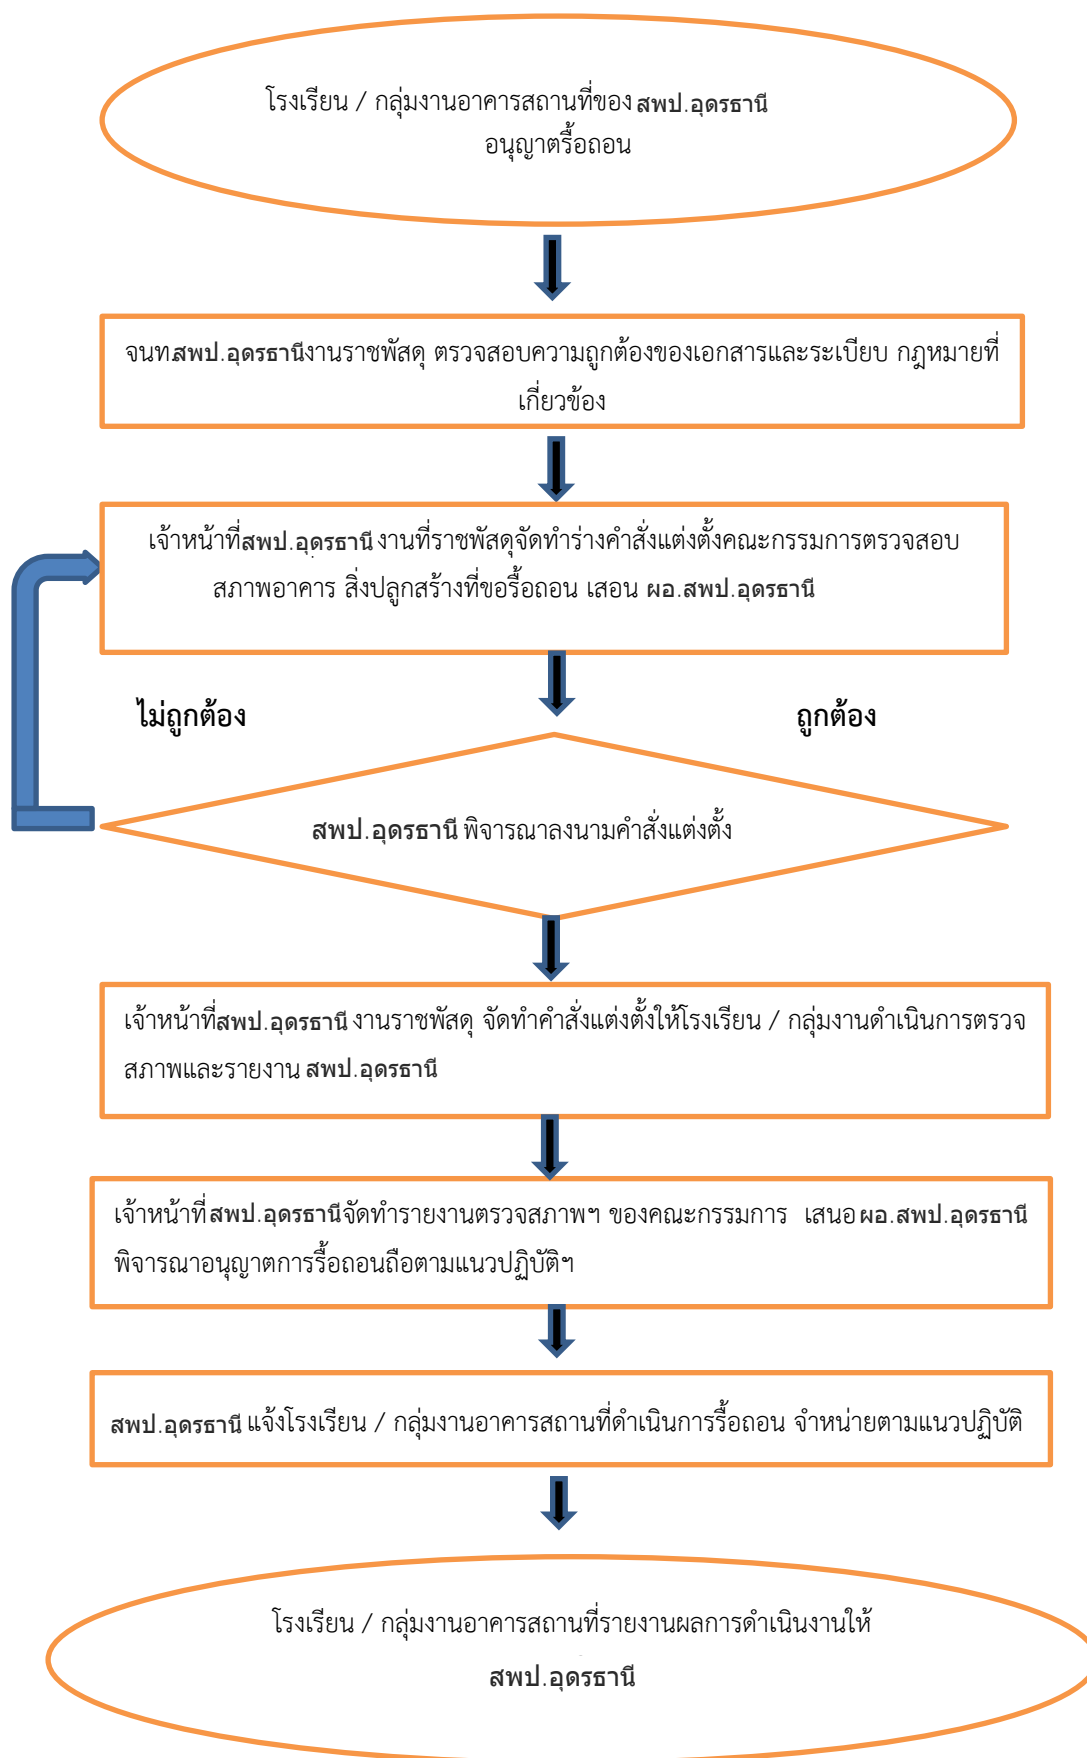 โรงเรียน / กลุ่มงานอาคารสถานที่ของ สพป.อุดรธานี
อนุญาตรื้อถอน
จนท.สพป.อุดรธานีงานราชพัสดุ ตรวจสอบความถูกต้องของเอกสารและระเบียบ กฎหมายที่
เกี่ยวข้อง
เจ้าหน้าที่สพป.อุดรธานี งานที่ราชพัสดุจัดทำร่างคำสั่งแต่งตั้งคณะกรรมการตรวจสอบ
สภาพอาคาร สิ่งปลูกสร้างที่ขอรื้อถอน เสอน ผอ.สพป.อุดรธานี
ไม่ถูกต้อง
ถูกต้อง
สพป.อุดรธานี พิจารณาลงนามคำสั่งแต่งตั้ง
เจ้าหน้าที่สพป.อุดรธานี งานราชพัสดุ จัดทำคำสั่งแต่งตั้งให้โรงเรียน / กลุ่มงานดำเนินการตรวจ
สภาพและรายงาน สพป.อุดรธานี
เจ้าหน้าที่สพป.อุดรธานีจัดทำรายงานตรวจสภาพฯ ของคณะกรรมการ เสนอ ผอ.สพป.อุดรธานี
พิจารณาอนุญาตการรื้อถอนถือตามแนวปฏิบัติฯ
สพป.อุดรธานี แจ้งโรงเรียน / กลุ่มงานอาคารสถานที่ดำเนินการรื้อถอน จำหน่ายตามแนวปฏิบัติ
โรงเรียน / กลุ่มงานอาคารสถานที่รายงานผลการดำเนินงานให้
สพป.อุดรธานี